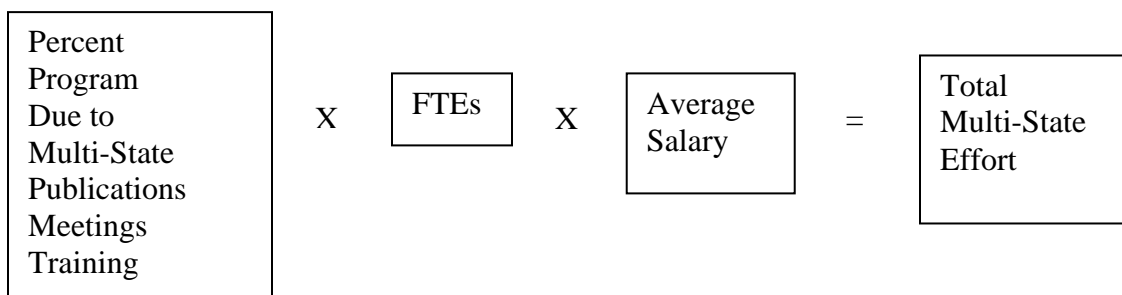 Percent
Program
Due to
Multi-State
Publications
Meetings
Training
X
FTEs
X
Average
Salary
=
Total
Multi-State
Effort